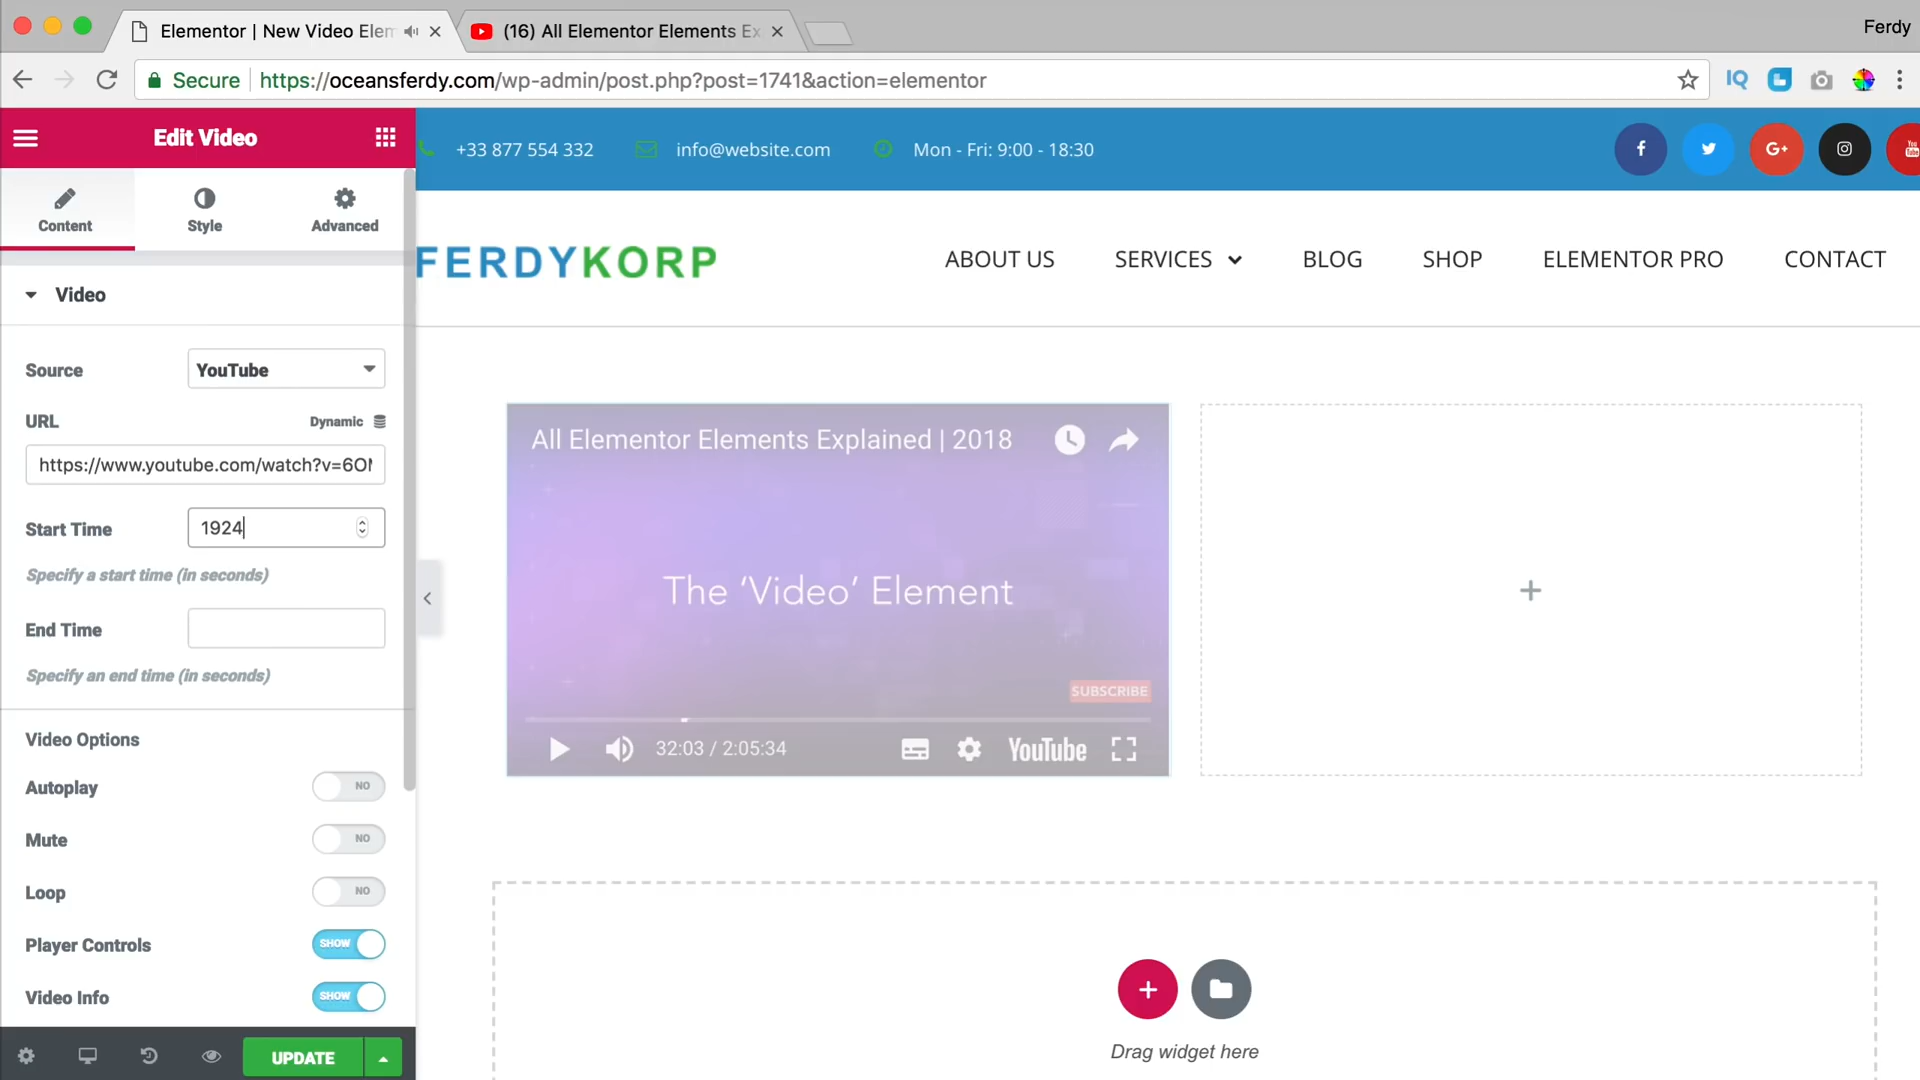 Elementor | New Video Elem
(16) All Elementor Elements Ex
Ferdy
Secure https://oceansferdy.com/wp-admin/post.php?post=1741&action=elementor
IQ
Edit Video
+33 877 554 332 info@website.com Mon - Fri: 9:00 - 18:30
Content Style Advanced
FERDYKORP
ABOUT US SERVICES BLOG SHOP ELEMENTOR PRO CONTACT
Video
Source YouTube
URL Dynamic
https://www.youtube.com/watch?v=6OM
Start Time 1924
Specify a start time (in seconds)
End Time
Specify an end time (in seconds)
All Elementor Elements Explained | 2018
The ‘Video’ Element
SUBSCRIBE
32:03 / 2:05:34 YouTube
Video Options
Autoplay NO
Mute NO
Loop NO
Player Controls SHOW
Video Info SHOW
UPDATE
Drag widget here